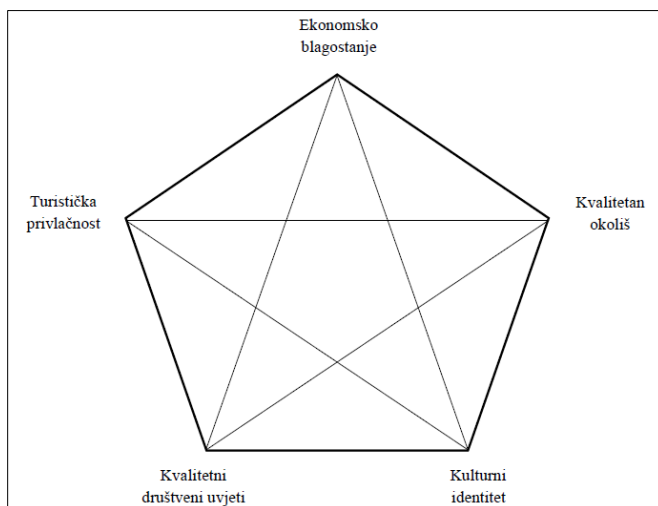 Ekonomsko
blagostanje
Turistička
privlačnost
Kvalitetan
okoliš
Kvalitetni
društveni uvjeti
Kulturni
identitet